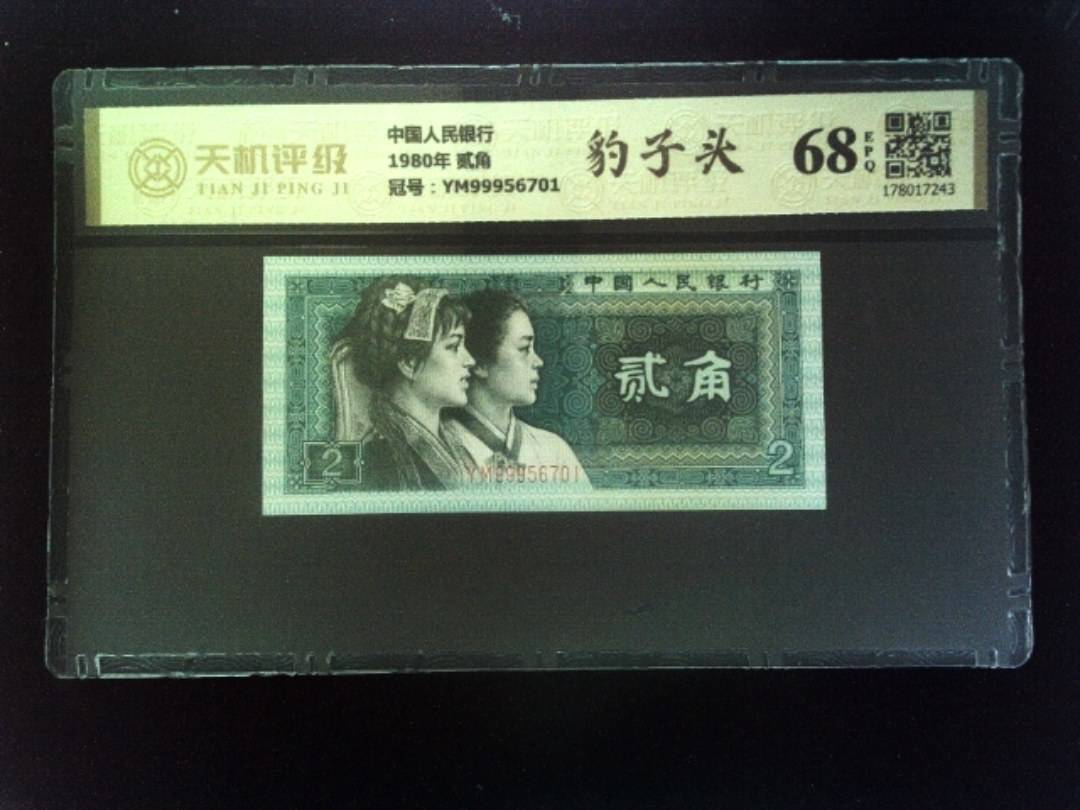 天机评级
TIAN JI PING JI
中国人民银行
1980年 贰角
冠号：YM99956701
豹子头
68
EPQ
178017243
中国人民银行
贰角
2
2
YM99956701